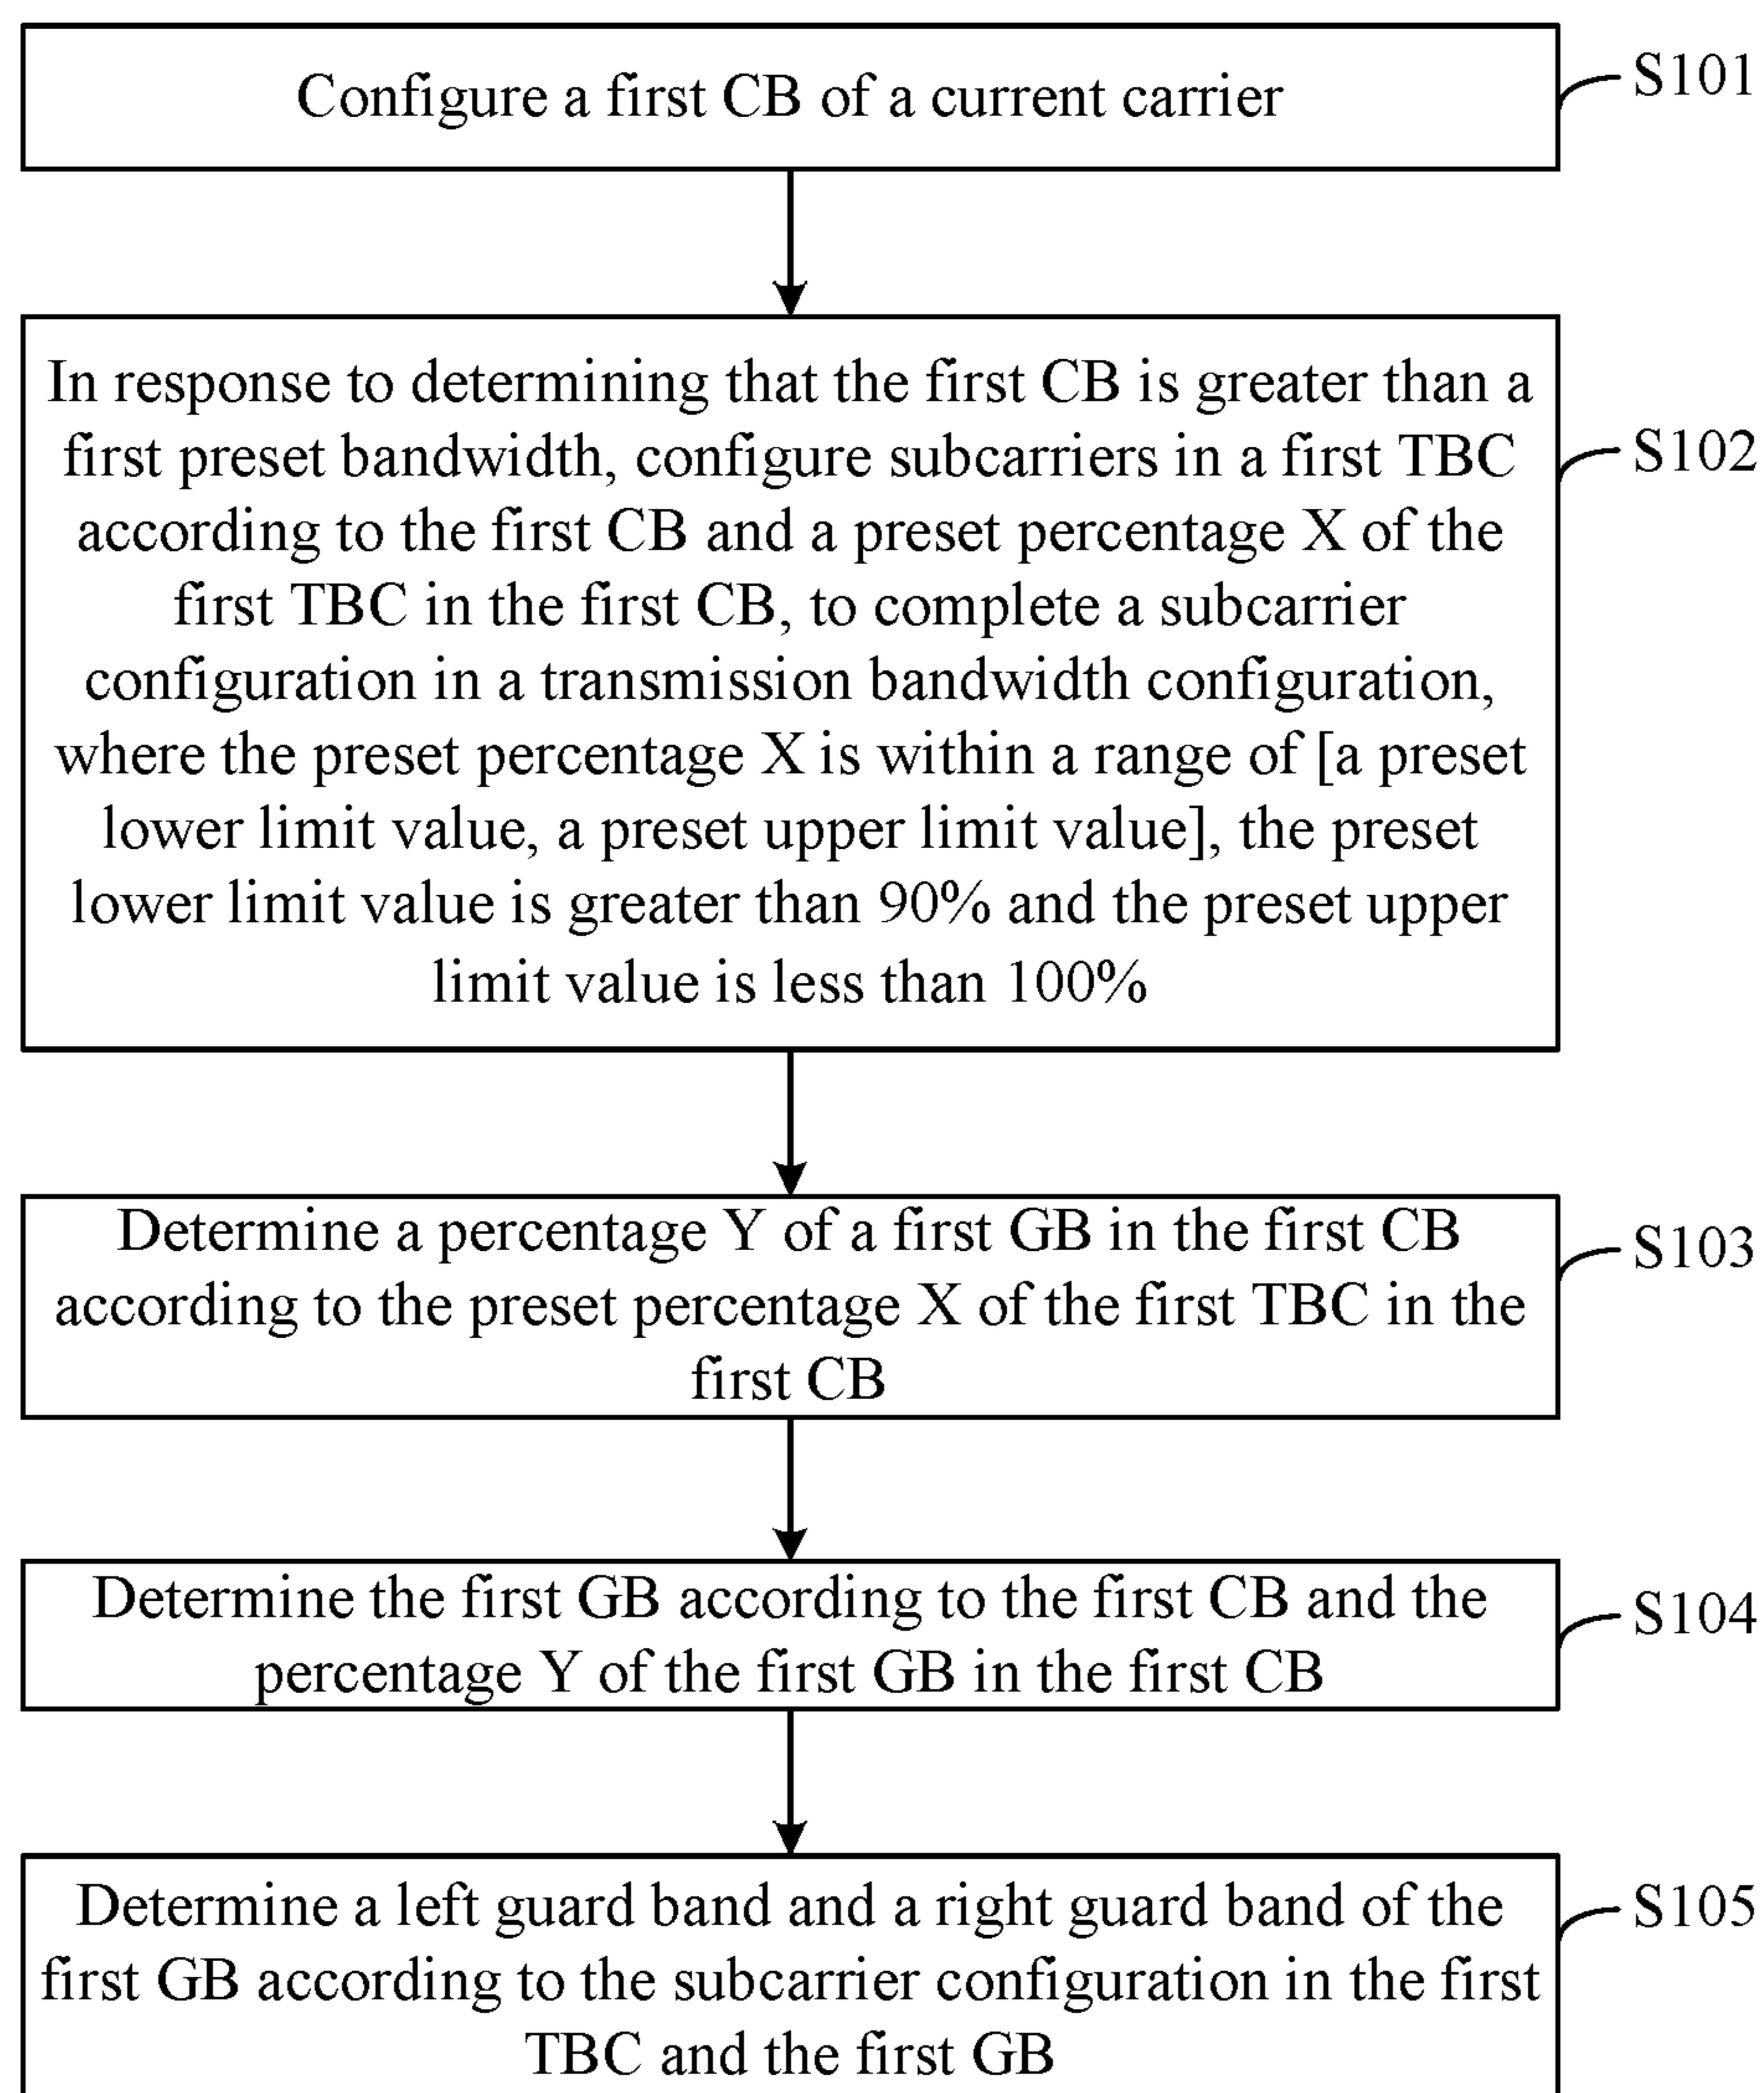 Configure a first CB of a current carrier
S101
In response to determining that the first CB is greater than a
first preset bandwidth, configure subcarriers in a first TBC
according to the first CB and a preset percentage X of the
first TBC in the first CB, to complete a subcarrier
configuration in a transmission bandwidth configuration,
where the preset percentage X is within a range of [a preset
lower limit value, a preset upper limit value], the preset
lower limit value is greater than 90% and the preset upper
limit value is less than 100%
S102
Determine a percentage Y of a first GB in the first CB
according to the preset percentage X of the first TBC in the
first CB
S103
Determine the first GB according to the first CB and the
percentage Y of the first GB in the first CB
S104
Determine a left guard band and a right guard band of the
first GB according to the subcarrier configuration in the first
TBC and the first GB
S105